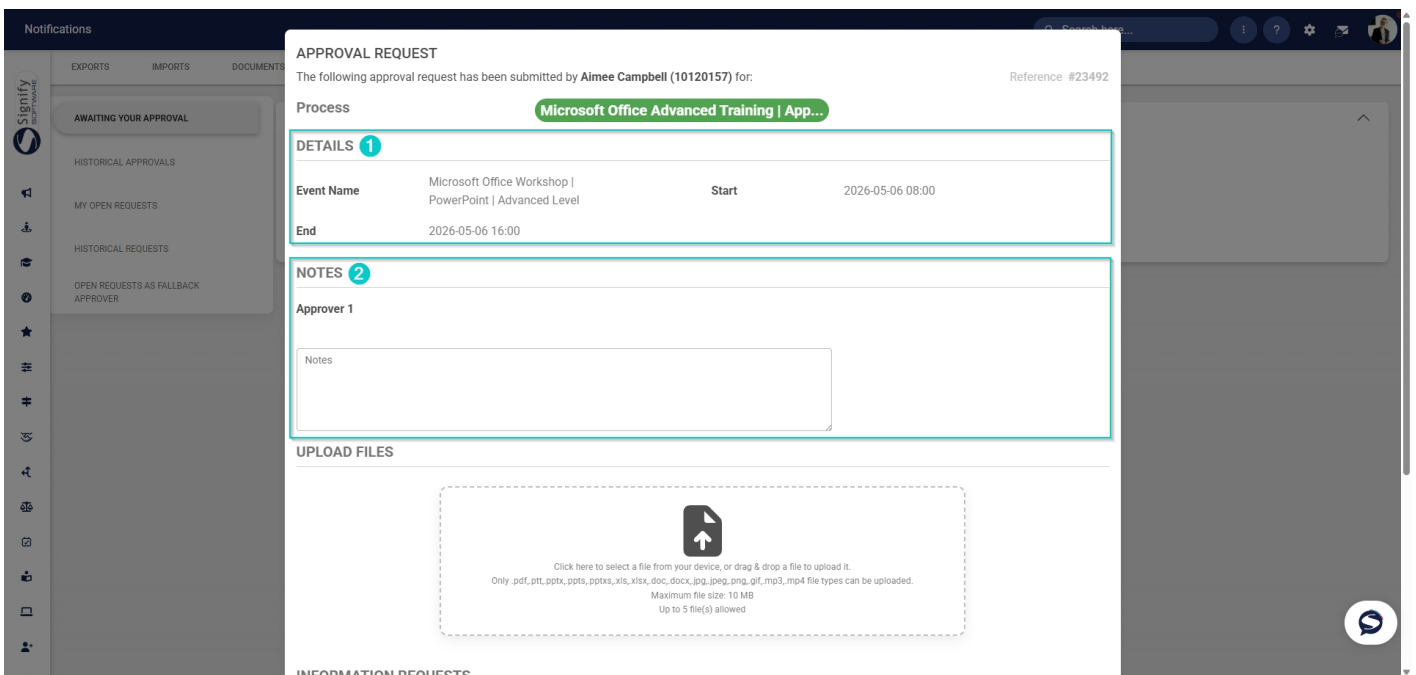 Notifications
Search here...
?
Signify
SOFTWARE
EXPORTS
IMPORTS
DOCUMENTS
AWAITING YOUR APPROVAL
HISTORICAL APPROVALS
MY OPEN REQUESTS
HISTORICAL REQUESTS
OPEN REQUESTS AS FALLBACK
APPROVER
APPROVAL REQUEST
The following approval request has been submitted by Aimee Campbell (10120157) for:
Reference #23492
Process
Microsoft Office Advanced Training | App...
DETAILS 1
Event Name
Microsoft Office Workshop |
PowerPoint | Advanced Level
Start
2026-05-06 08:00
End
2026-05-06 16:00
NOTES 2
Approver 1
Notes
UPLOAD FILES
Click here to select a file from your device, or drag & drop a file to upload it.
Only .pdf,.ptt,.pptx,.ppts,.pptxs,.xls,.xlsx,.doc,.docx,.jpg,.jpeg,.png,.gif,.mp3,.mp4 file types can be uploaded.
Maximum file size: 10 MB
Up to 5 file(s) allowed
INFORMATION REQUESTS